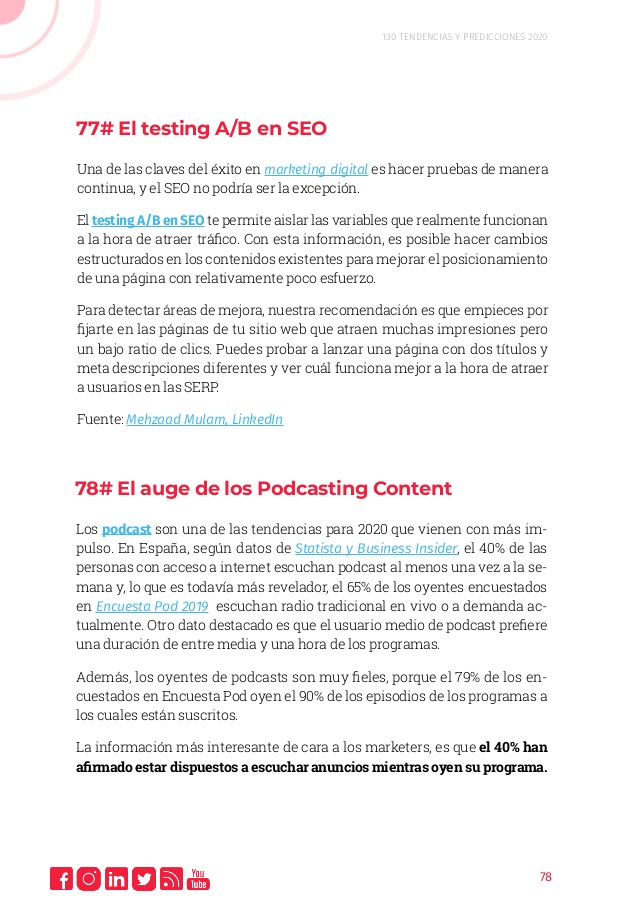 130 TENDENCIAS Y PREDICCIONES 2020
77# El testing A/B en SEO
Una de las claves del éxito en marketing digital es hacer pruebas de manera
continua, y el SEO no podría ser la excepción.
El testing A/B en SEO te permite aislar las variables que realmente funcionan
a la hora de atraer tráfico. Con esta información, es posible hacer cambios
estructurados en los contenidos existentes para mejorar el posicionamiento
de una página con relativamente poco esfuerzo.
Para detectar áreas de mejora, nuestra recomendación es que empieces por
fijarte en las páginas de tu sitio web que atraen muchas impresiones pero
un bajo ratio de clics. Puedes probar a lanzar una página con dos títulos y
meta descripciones diferentes y ver cuál funciona mejor a la hora de atraer
a usuarios en las SERP.
Fuente: Mehzaad Mulam, LinkedIn
78# El auge de los Podcasting Content
Los podcast son una de las tendencias para 2020 que vienen con más im-
pulso. En España, según datos de Statista y Business Insider, el 40% de las
personas con acceso a internet escuchan podcast al menos una vez a la se-
mana y, lo que es todavía más revelador, el 65% de los oyentes encuestados
en Encuesta Pod 2019 escuchan radio tradicional en vivo o a demanda ac-
tualmente. Otro dato destacado es que el usuario medio de podcast prefiere
una duración de entre media y una hora de los programas.
Además, los oyentes de podcasts son muy fieles, porque el 79% de los en-
cuestados en Encuesta Pod oyen el 90% de los episodios de los programas a
los cuales están suscritos.
La información más interesante de cara a los marketers, es que el 40% han
afirmado estar dispuestos a escuchar anuncios mientras oyen su programa.
You
Tube
78